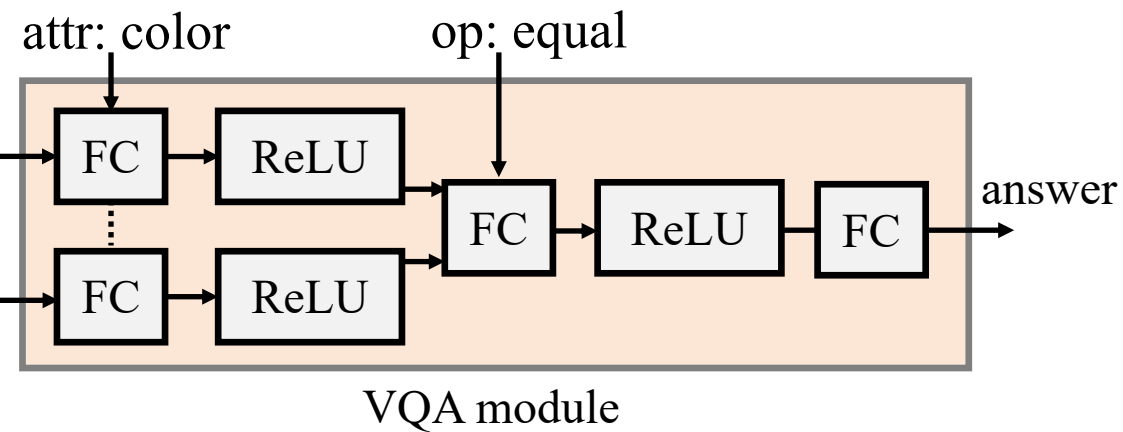 attr: color
op: equal
FC
ReLU
FC
ReLU
FC
answer
FC
ReLU
VQA module